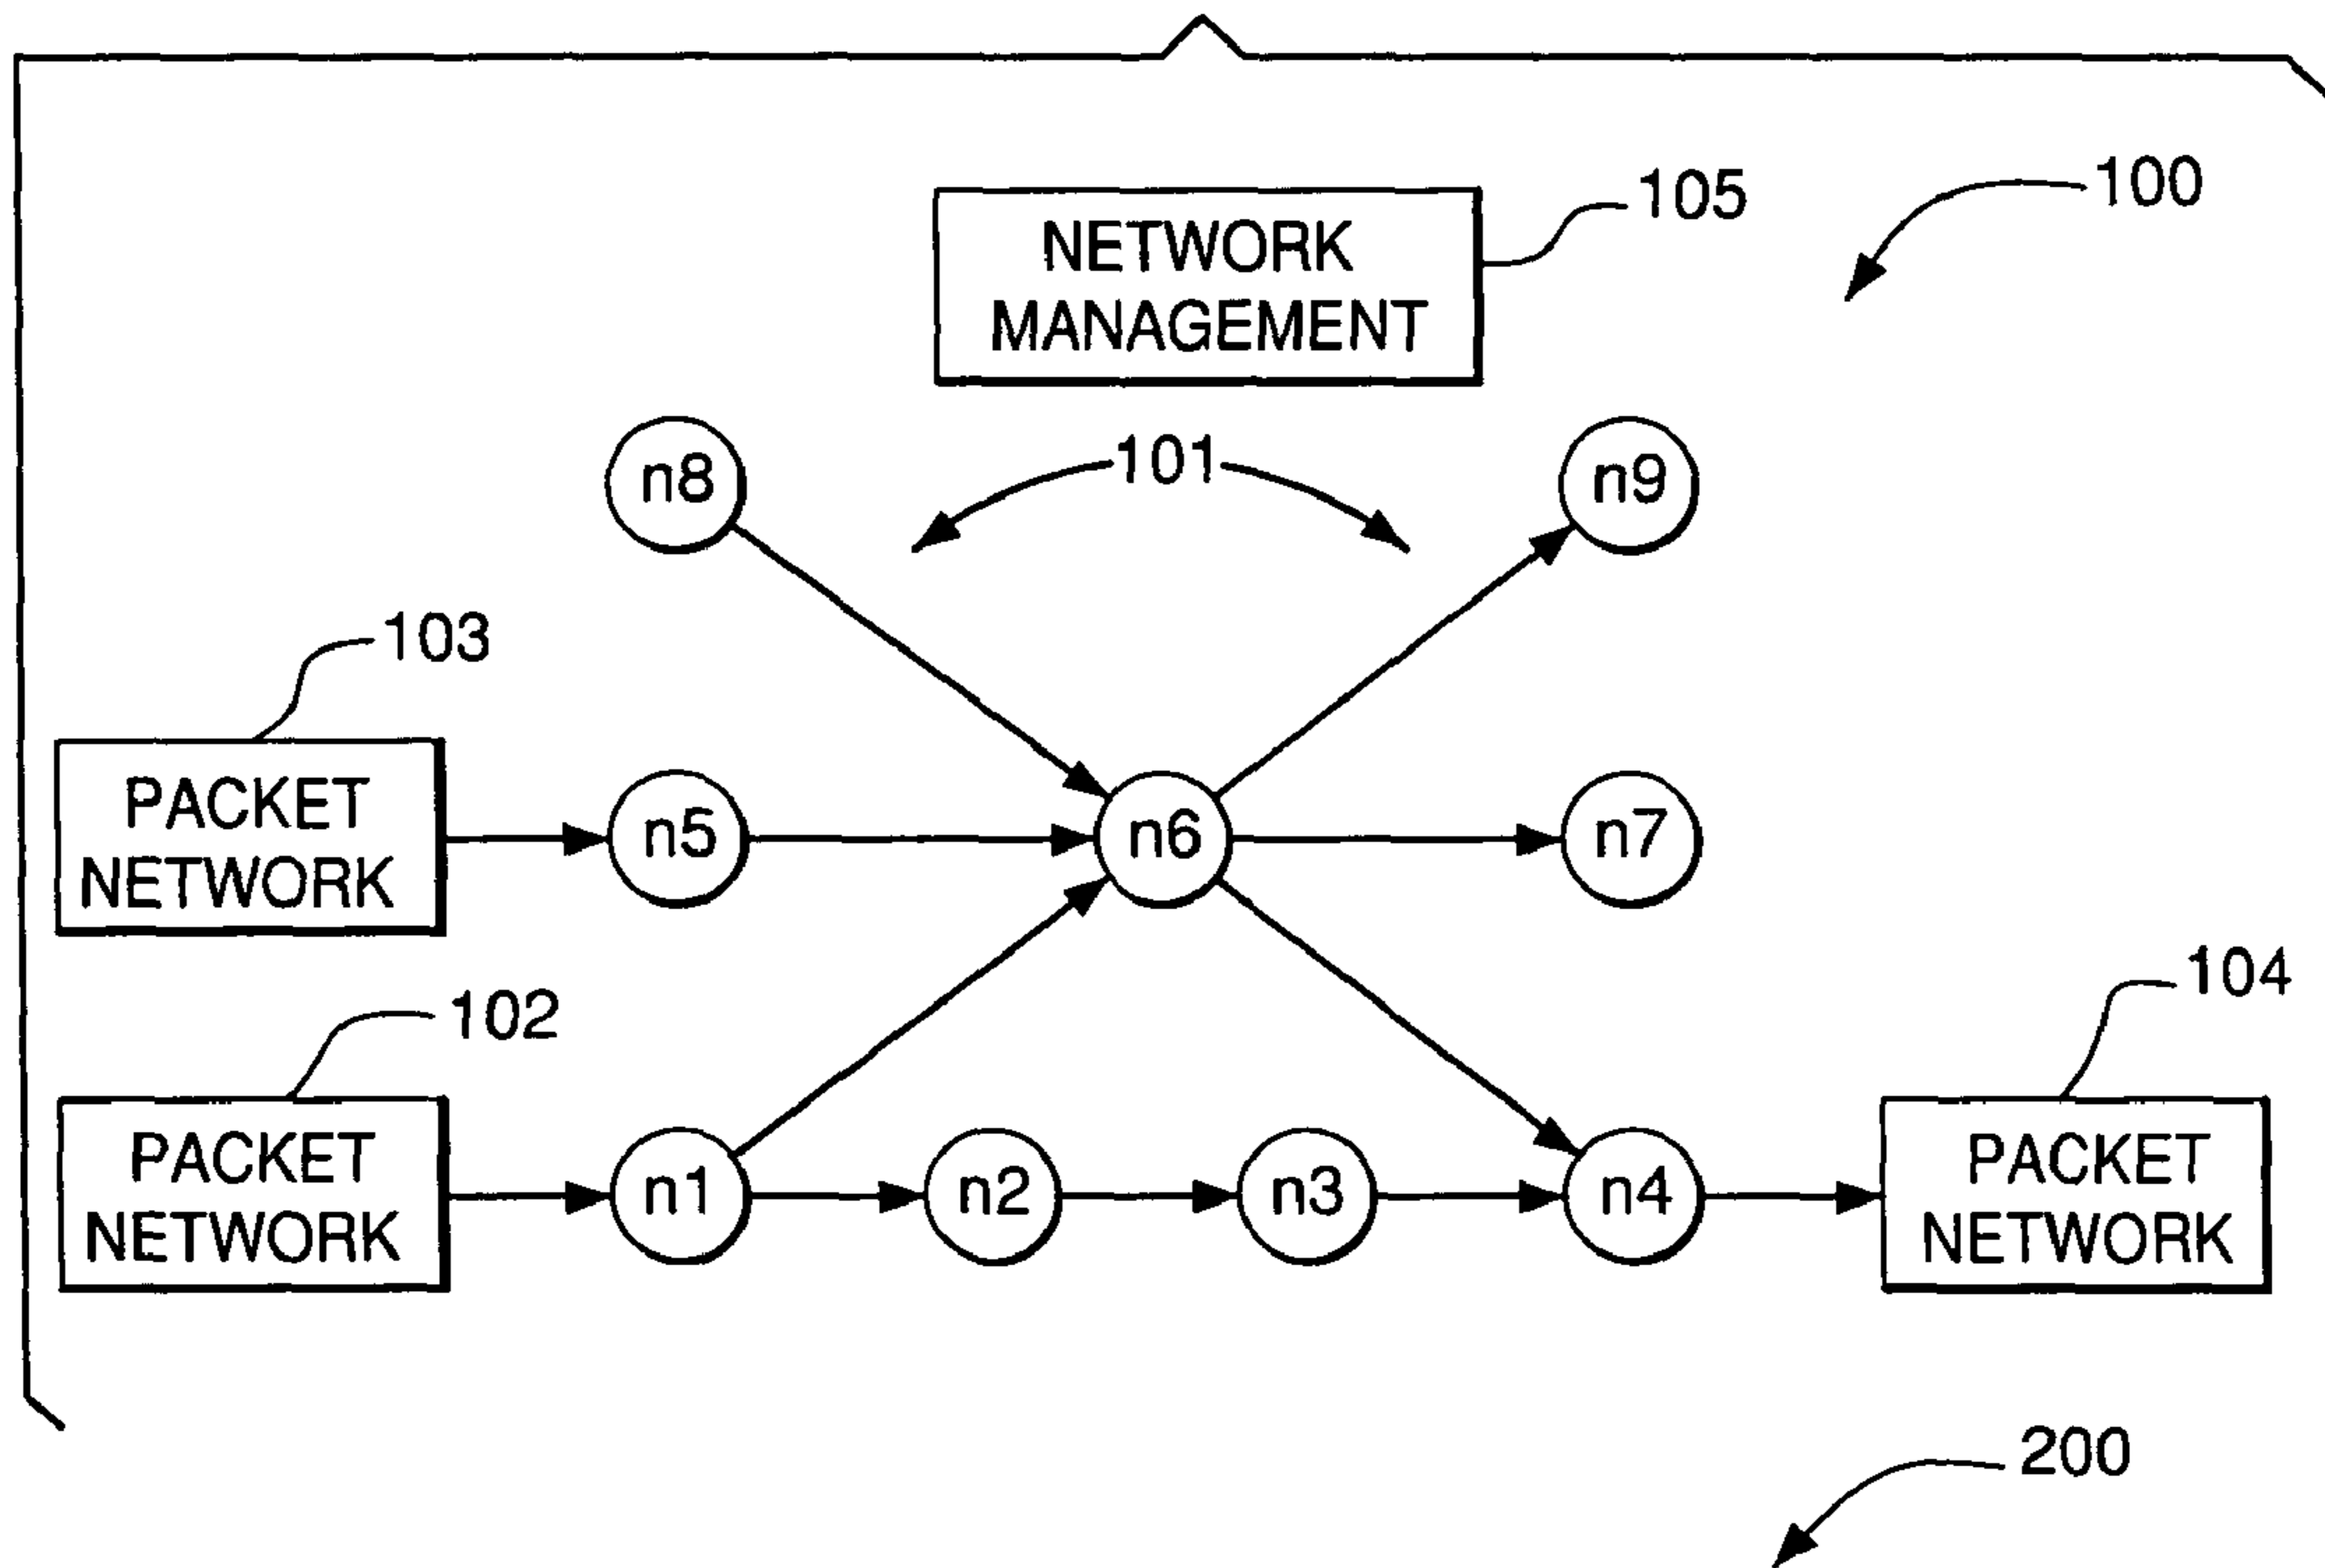 105
100
NETWORK
MANAGEMENT
n8
101
n9
103
PACKET
NETWORK
n5
n6
n7
102
104
PACKET
NETWORK
n1
n2
n3
n4
PACKET
NETWORK
200